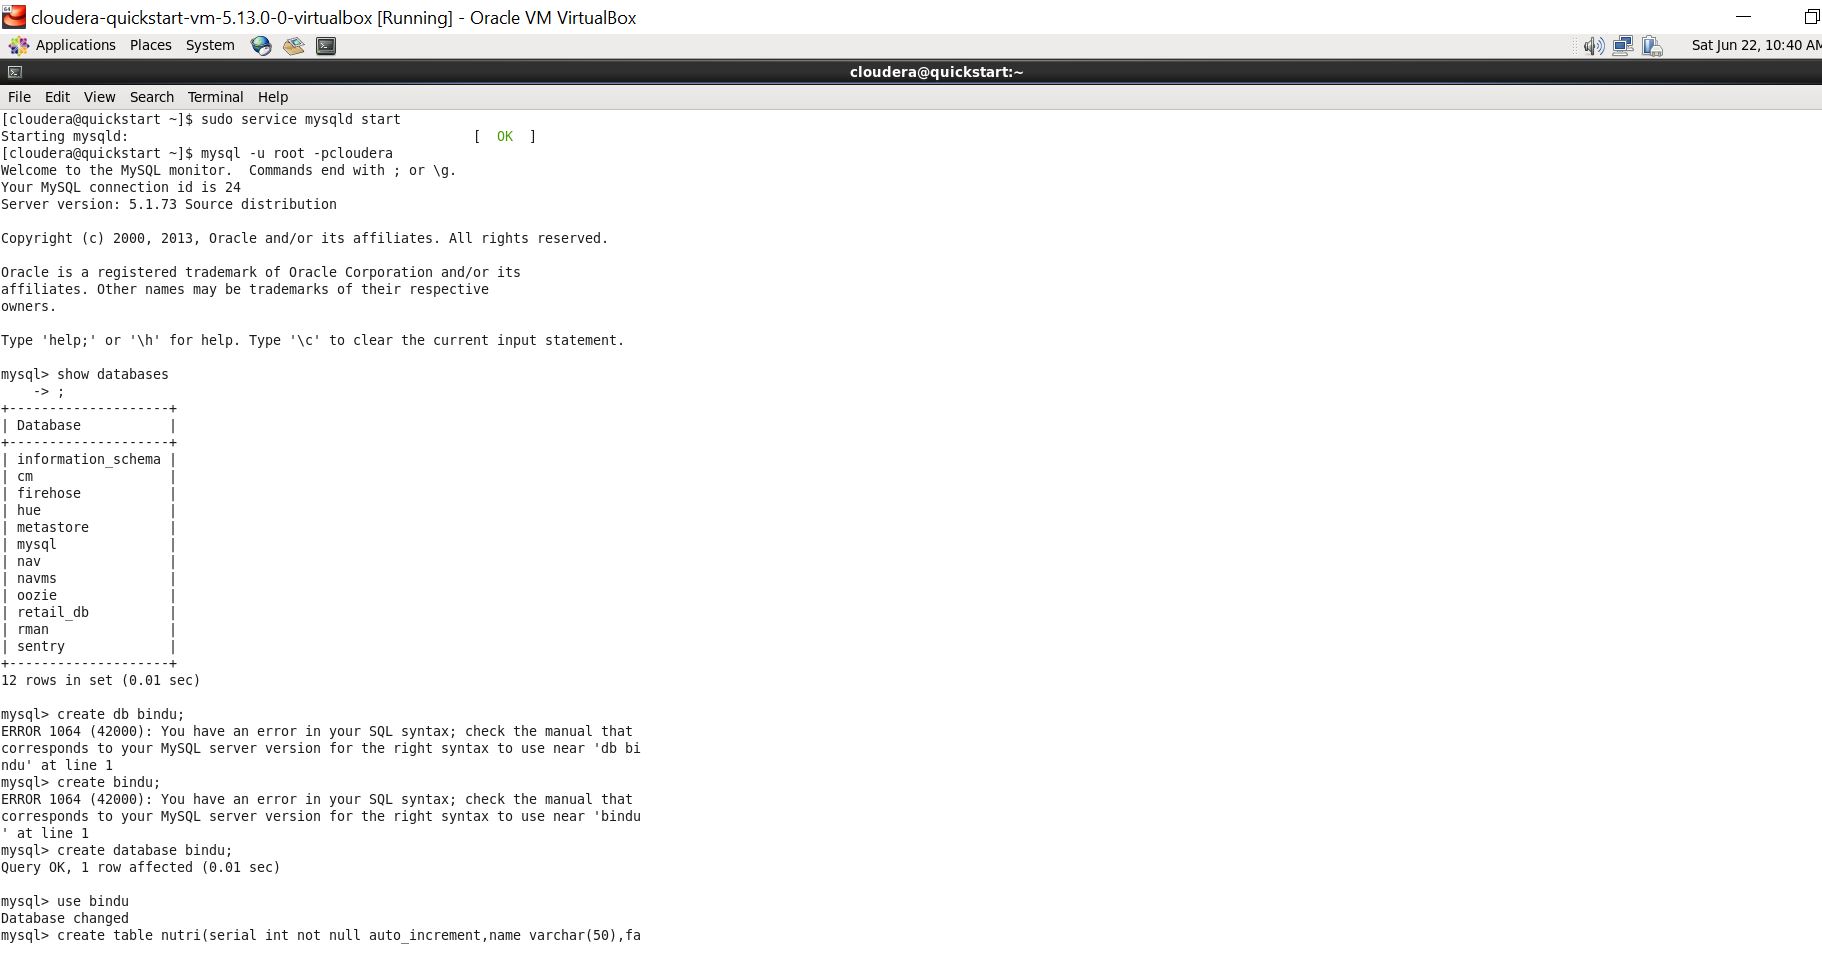 cloudera-quickstart-vm-5.13.0-0-virtualbox [Running] - Oracle VM VirtualBox
Applications Places System Sat Jun 22, 10:40 AM
cloudera@quickstart:~
File Edit View Search Terminal Help
[cloudera@quickstart ~]$ sudo service mysqld start
Starting mysqld:                                           [  OK  ]
[cloudera@quickstart ~]$ mysql -u root -pcloudera
Welcome to the MySQL monitor.  Commands end with ; or \g.
Your MySQL connection id is 24
Server version: 5.1.73 Source distribution

Copyright (c) 2000, 2013, Oracle and/or its affiliates. All rights reserved.

Oracle is a registered trademark of Oracle Corporation and/or its
affiliates. Other names may be trademarks of their respective
owners.

Type 'help;' or '\h' for help. Type '\c' to clear the current input statement.

mysql> show databases
    -> ;
+--------------------+
| Database           |
+--------------------+
| information_schema |
| cm                 |
| firehose           |
| hue                |
| metastore          |
| mysql              |
| nav                |
| navms              |
| oozie              |
| retail_db          |
| rman               |
| sentry             |
+--------------------+
12 rows in set (0.01 sec)

mysql> create db bindu;
ERROR 1064 (42000): You have an error in your SQL syntax; check the manual that
corresponds to your MySQL server version for the right syntax to use near 'db bi
ndu' at line 1
mysql> create bindu;
ERROR 1064 (42000): You have an error in your SQL syntax; check the manual that
corresponds to your MySQL server version for the right syntax to use near 'bindu
' at line 1
mysql> create database bindu;
Query OK, 1 row affected (0.01 sec)

mysql> use bindu
Database changed
mysql> create table nutri(serial int not null auto_increment,name varchar(50),fa